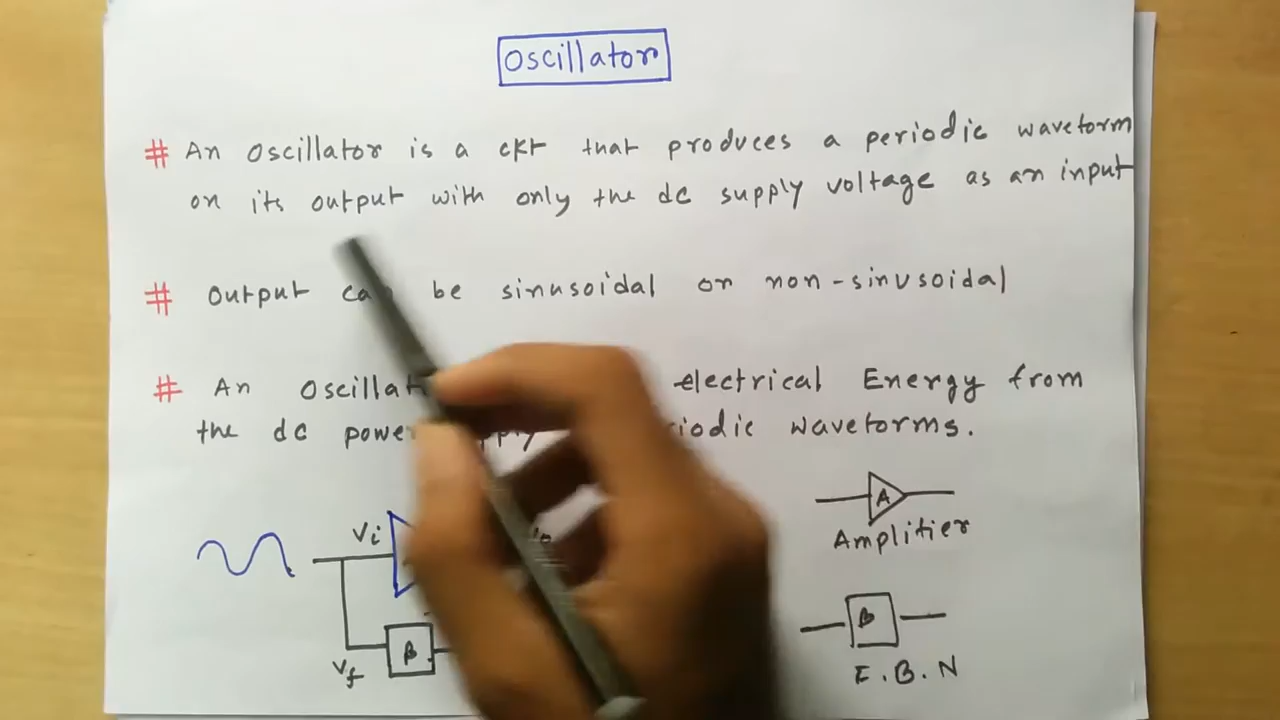 Oscillator
# An Oscillator is a ckt that produces a periodic waveform
on its output with only the dc supply voltage as an input
# Output can be sinusoidal or non-sinusoidal
# An electrical Energy from
the dc power waveforms.
A
Amplifier
Vi
β
Vf
β
F.B.N